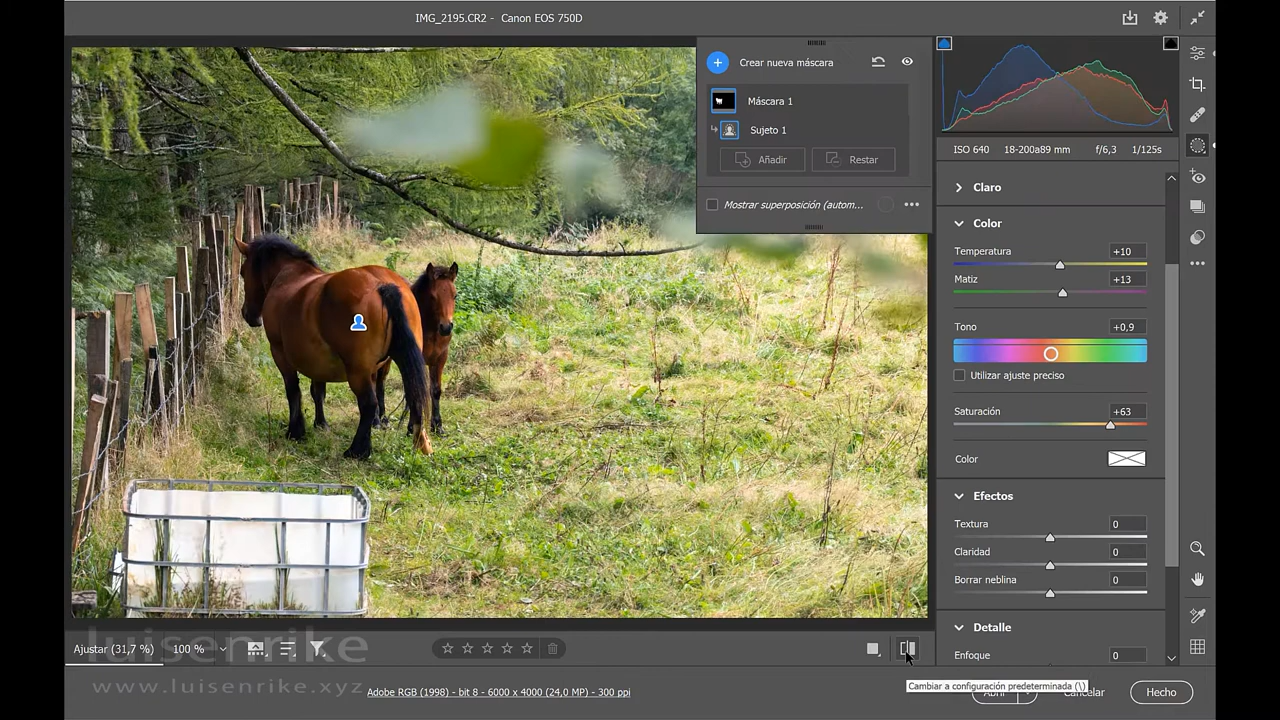 IMG_2195.CR2 - Canon EOS 750D
Crear nueva máscara
Máscara 1
Sujeto 1
Añadir
Restar
Mostrar superposición (autom...
ISO 640
18-200a89 mm
f/6,3
1/125s
Claro
Color
Temperatura
+10
Matiz
+13
Tono
+0,9
Utilizar ajuste preciso
Saturación
+63
Color
Efectos
Textura
0
Claridad
0
Borrar neblina
0
Detalle
Enfoque
0
Ajustar (31,7 %)
100 %
luisenrike
www.luisenrike.xyz
Adobe RGB (1998) - bit 8 - 6000 x 4000 (24,0 MP) - 300 ppi
Cambiar a configuración predeterminada (\)
Abrir
Cancelar
Hecho